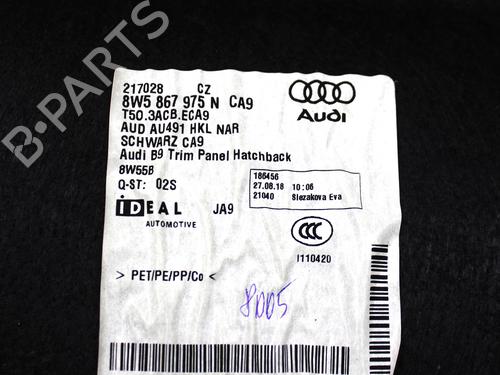 217028 CZ
8W5 867 975 N CA9
T50.3ACB.ECA9
AUD AU491 HKL NAR
SCHWARZ CA9
Audi B9 Trim Panel Hatchback
8W55B
Q-ST: 02S
Audi
186456
27.08.18 10:06
21040 Slezakova Eva
iDEAL JA9
AUTOMOTIVE
CCC
I110420
> PET/PE/PP/Co <
8005
B-PARTS